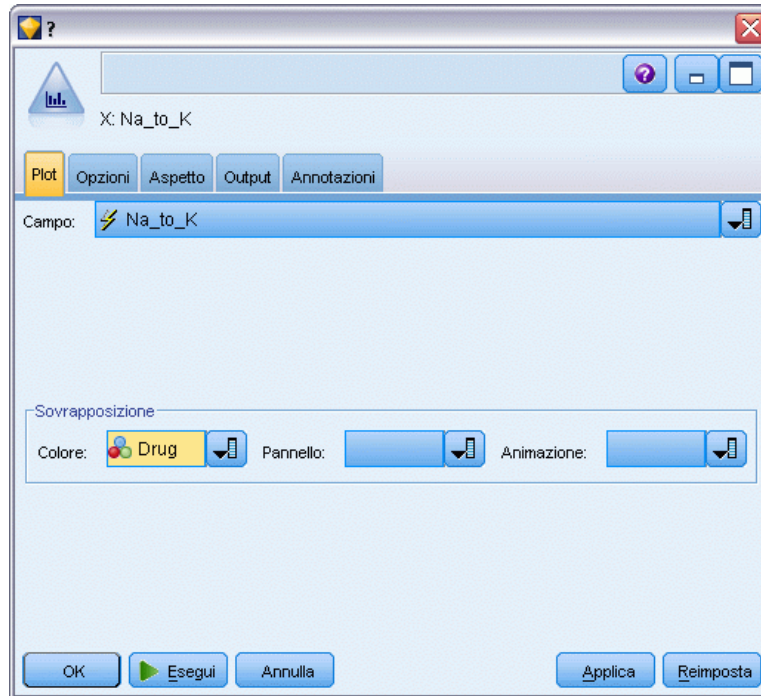 ?
X: Na_to_K
Plot Opzioni Aspetto Output Annotazioni
Campo: Na_to_K
Sovrapposizione
Colore: Drug Pannello: Animazione:
OK Esegui Annulla Applica Reimposta